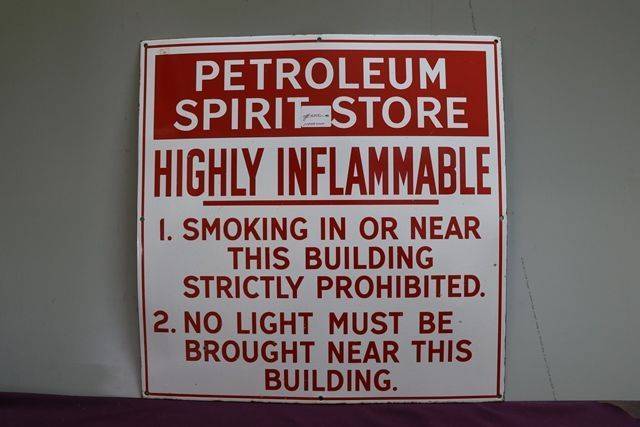 PETROLEUM
SPIRIT STORE
HIGHLY INFLAMMABLE
1. SMOKING IN OR NEAR
THIS BUILDING
STRICTLY PROHIBITED.
2. NO LIGHT MUST BE
BROUGHT NEAR THIS
BUILDING.